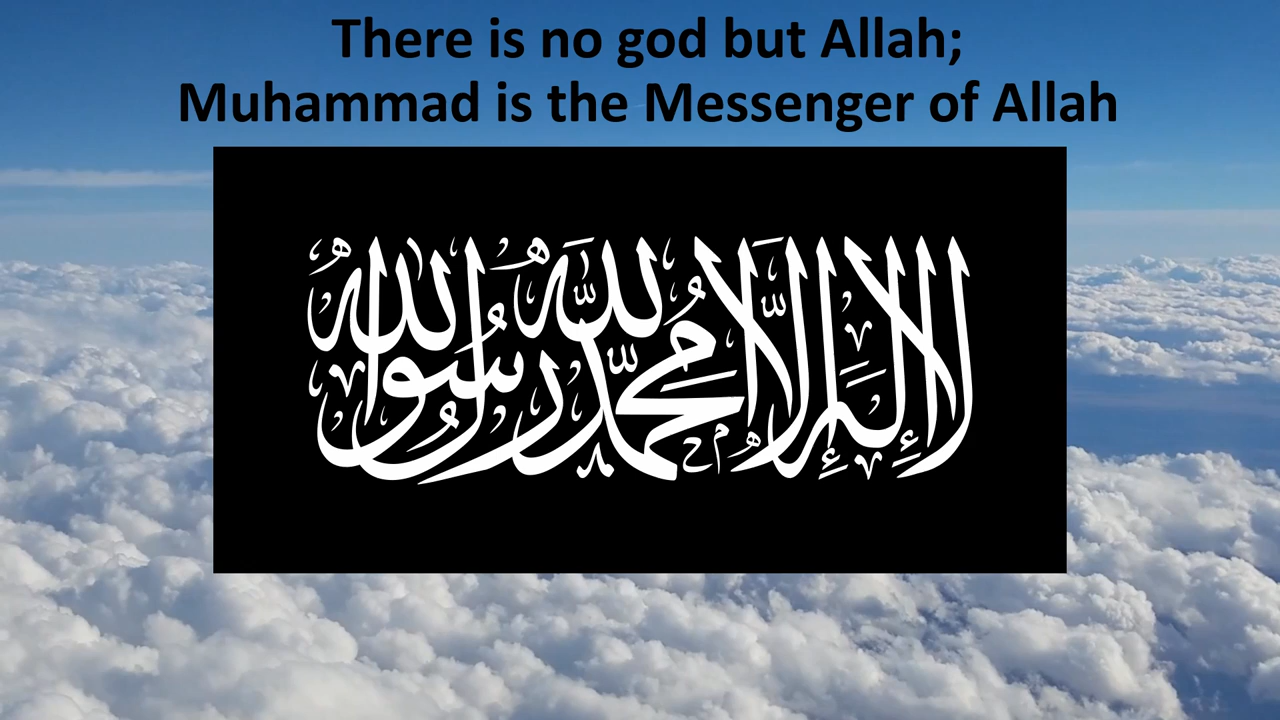 There is no god but Allah;
Muhammad is the Messenger of Allah
لا إله إلا الله محمد رسول الله